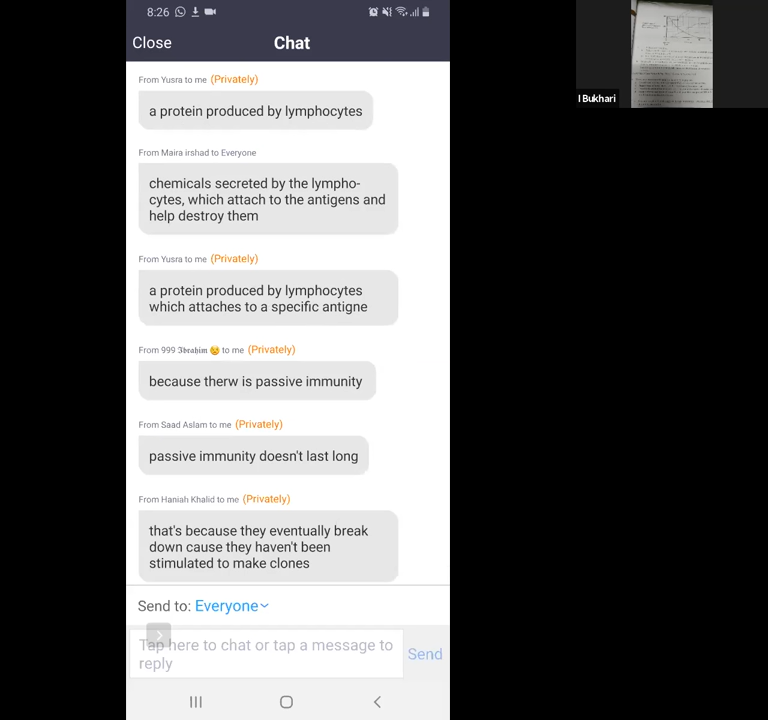 8:26
Close
Chat
From Yusra to me (Privately)
a protein produced by lymphocytes
From Maira irshad to Everyone
chemicals secreted by the lympho-
cytes, which attach to the antigens and
help destroy them
From Yusra to me (Privately)
a protein produced by lymphocytes
which attaches to a specific antigne
From 999 𝕴𝖇𝖗𝖆𝖍𝖎𝖒 😒 to me (Privately)
because therw is passive immunity
From Saad Aslam to me (Privately)
passive immunity doesn't last long
From Haniah Khalid to me (Privately)
that's because they eventually break
down cause they haven't been
stimulated to make clones
Send to: Everyone
Tap here to chat or tap a message to
reply
Send
I Bukhari